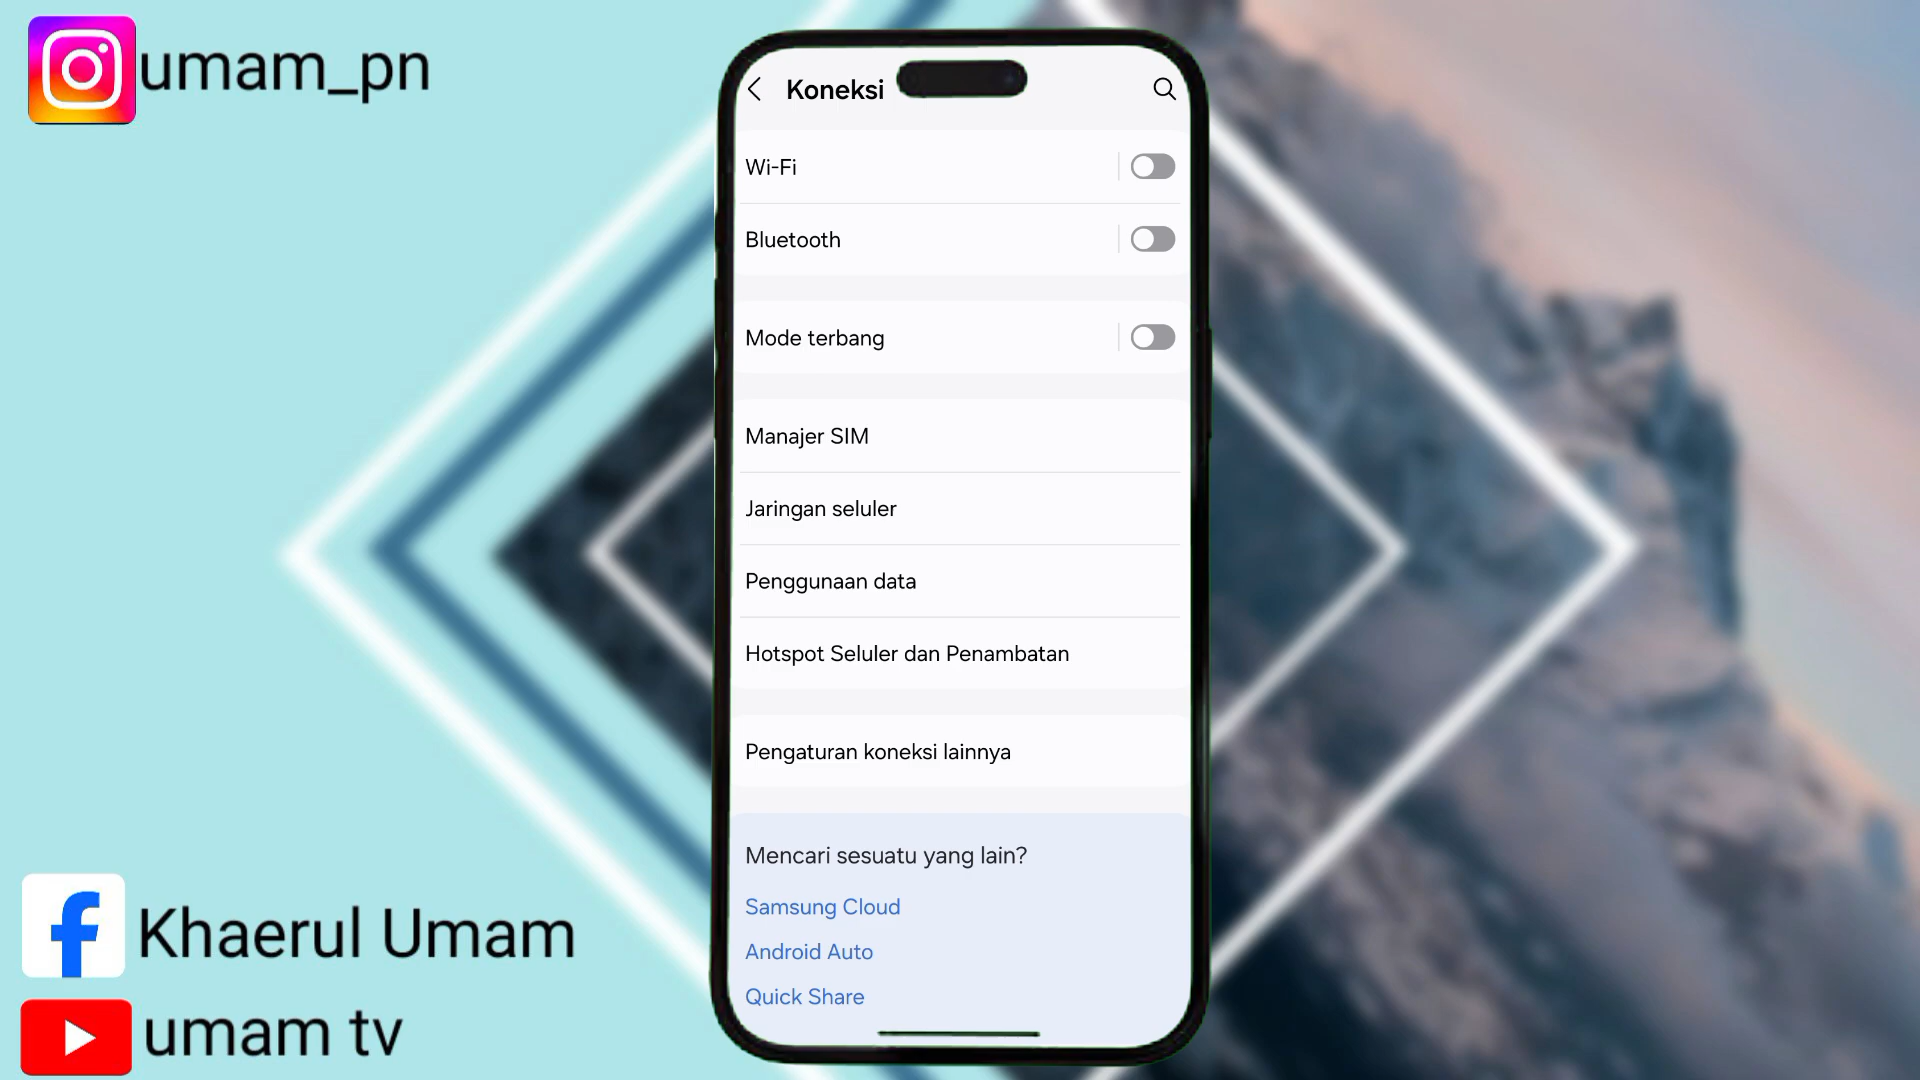 umam_pn
Koneksi
Wi-Fi
Bluetooth
Mode terbang
Manajer SIM
Jaringan seluler
Penggunaan data
Hotspot Seluler dan Penambatan
Pengaturan koneksi lainnya
Mencari sesuatu yang lain?
Samsung Cloud
Android Auto
Quick Share
Khaerul Umam
umam tv